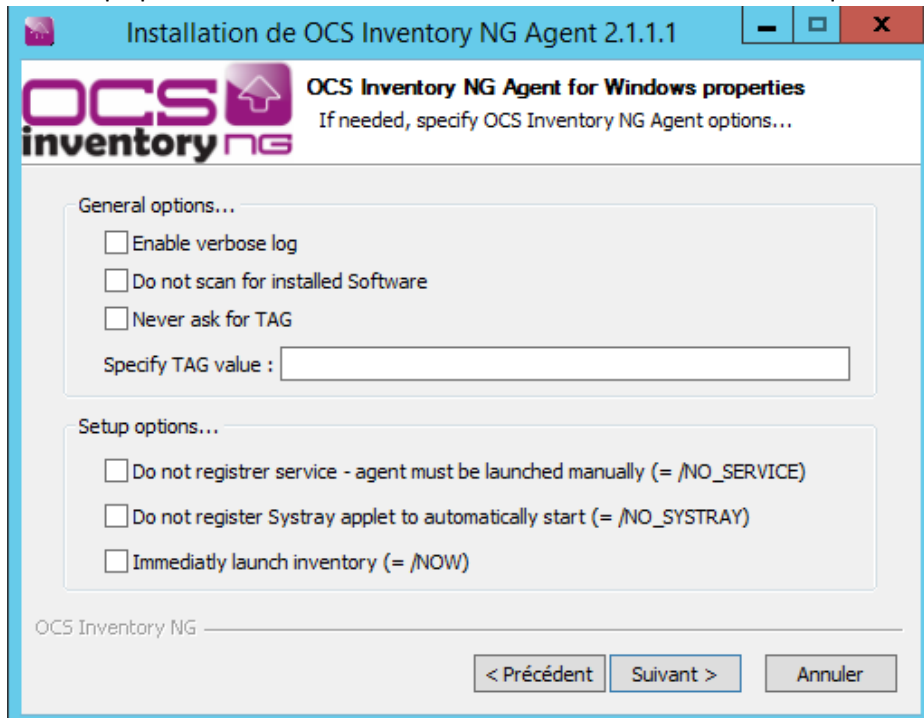 Installation de OCS Inventory NG Agent 2.1.1.1
OCS inventory NG
OCS Inventory NG Agent for Windows properties
If needed, specify OCS Inventory NG Agent options...
General options...
Enable verbose log
Do not scan for installed Software
Never ask for TAG
Specify TAG value :
Setup options...
Do not registrer service - agent must be launched manually (= /NO_SERVICE)
Do not register Systray applet to automatically start (= /NO_SYSTRAY)
Immediatly launch inventory (= /NOW)
OCS Inventory NG
< Précédent Suivant > Annuler